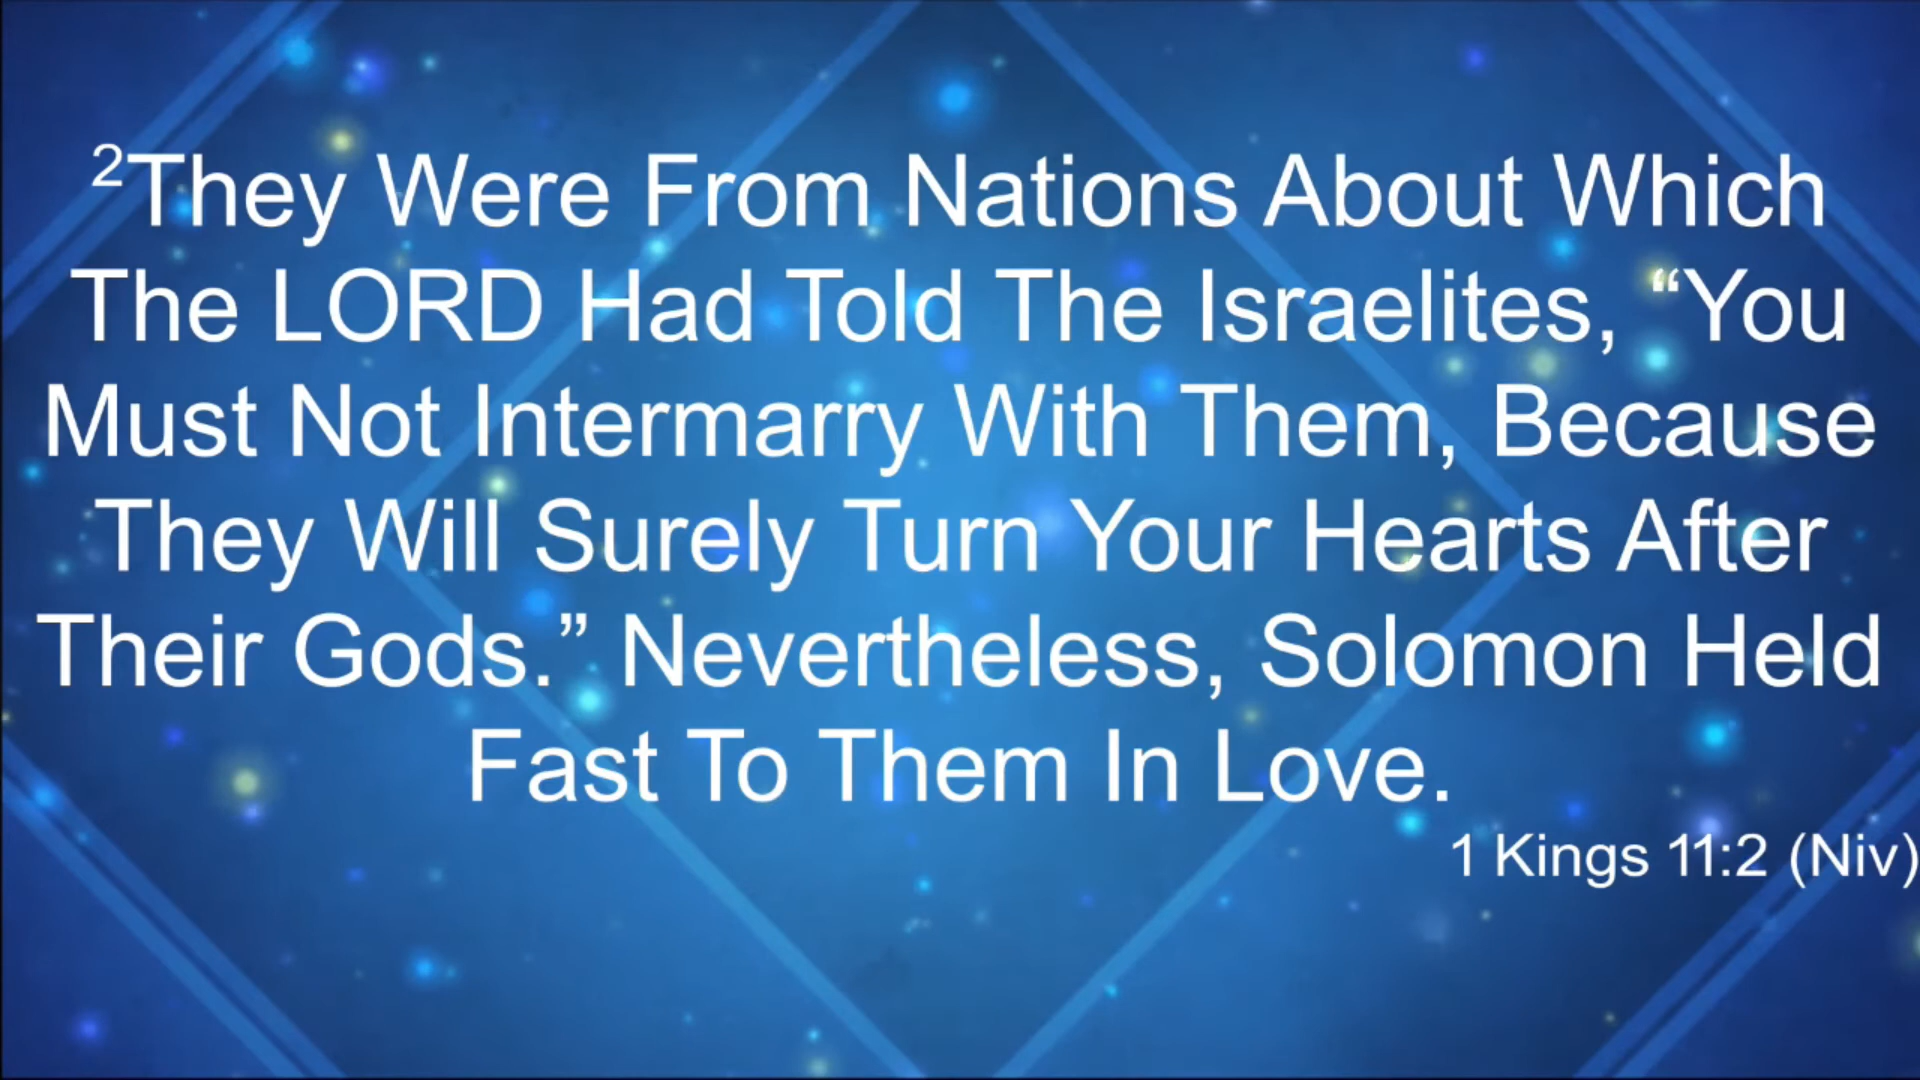 ²They Were From Nations About Which
The LORD Had Told The Israelites, “You
Must Not Intermarry With Them, Because
They Will Surely Turn Your Hearts After
Their Gods.” Nevertheless, Solomon Held
Fast To Them In Love.
1 Kings 11:2 (Niv)